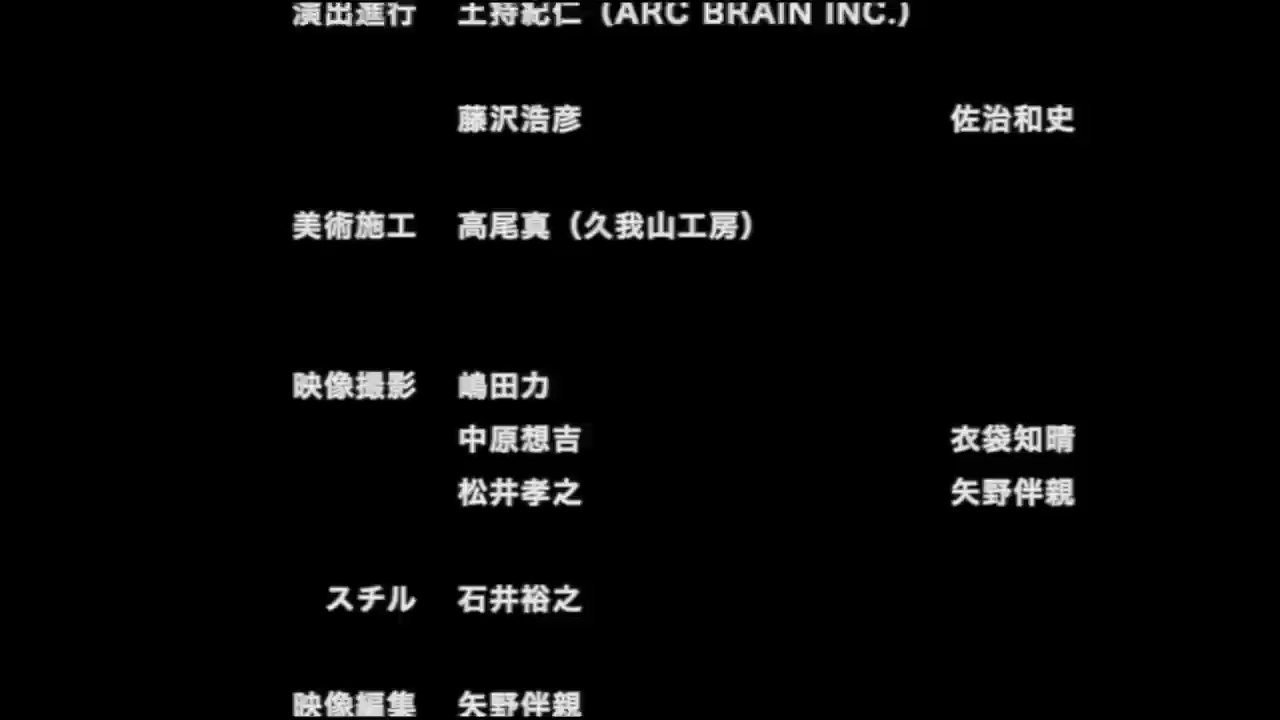 演出進行 土持紀仁（ARC BRAIN INC.）
藤沢浩彦 佐治和史
美術施工 高尾真（久我山工房）
映像撮影 嶋田力
中原想吉 衣袋知晴
松井孝之 矢野伴親
スチル 石井裕之
映像編集 矢野伴親